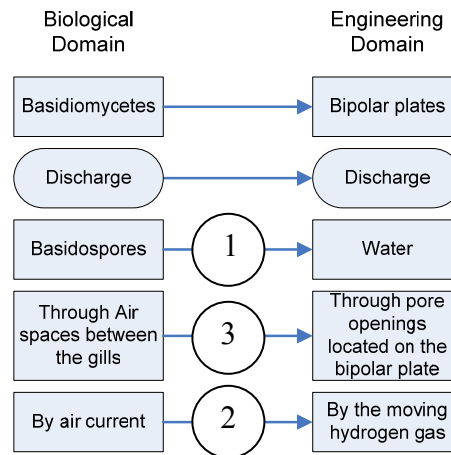 Biological
Domain
Engineering
Domain
Basidiomycetes
Bipolar plates
Discharge
Discharge
Basidospores
1
Water
Through Air
spaces between
the gills
3
Through pore
openings
located on the
bipolar plate
By air current
2
By the moving
hydrogen gas